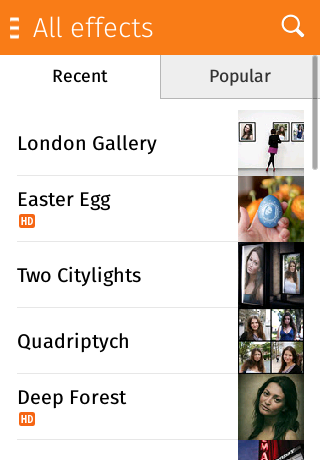 All effects
Recent
Popular
London Gallery
Easter Egg
HD
Two Citylights
Quadriptych
Deep Forest
HD